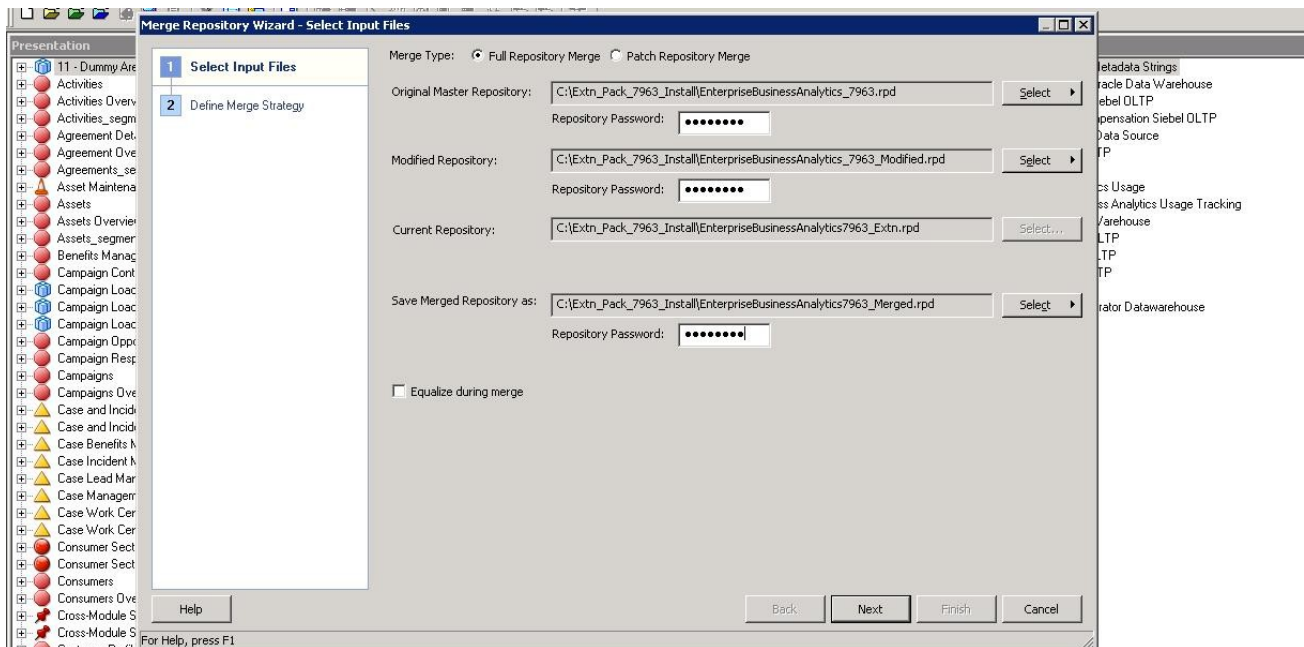 Merge Repository Wizard - Select Input Files
Presentation
11 - Dummy Are
Activities
Activities Overv
Activities_segm
Agreement Det
Agreement Ove
Agreements_se
Asset Maintena
Assets
Assets Overvie
Assets_segmer
Benefits Manag
Campaign Cont
Campaign Load
Campaign Load
Campaign Load
Campaign Oppo
Campaign Resp
Campaigns
Campaigns Ove
Case and Incide
Case and Incide
Case Benefits M
Case Incident M
Case Lead Mar
Case Managem
Case Work Cer
Case Work Cer
Consumer Sect
Consumer Sect
Consumers
Consumers Ove
Cross-Module S
Cross-Module S
1 Select Input Files
2 Define Merge Strategy
Merge Type: Full Repository Merge Patch Repository Merge
Original Master Repository: C:\Extn_Pack_7963_Install\EnterpriseBusinessAnalytics_7963.rpd Select
Repository Password:
Modified Repository: C:\Extn_Pack_7963_Install\EnterpriseBusinessAnalytics_7963_Modified.rpd Select
Repository Password:
Current Repository: C:\Extn_Pack_7963_Install\EnterpriseBusinessAnalytics7963_Extn.rpd Select...
Save Merged Repository as: C:\Extn_Pack_7963_Install\EnterpriseBusinessAnalytics7963_Merged.rpd Select
Repository Password:
Equalize during merge
Help Back Next Finish Cancel
For Help, press F1
Metadata Strings
racle Data Warehouse
iebel OLTP
pensation Siebel OLTP
Data Source
TP
cs Usage
ss Analytics Usage Tracking
Warehouse
LTP
LTP
TP
rator Datawarehouse